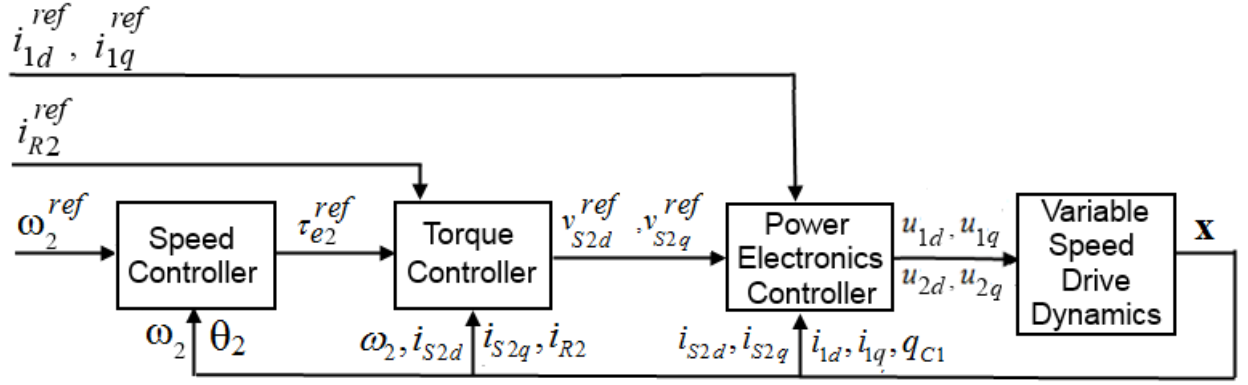 i_{1d}^{ref}, i_{1q}^{ref}
i_{R2}^{ref}
ω_2^{ref}
Speed
Controller
τ_{e2}^{ref}
Torque
Controller
v_{S2d}^{ref}, v_{S2q}^{ref}
Power
Electronics
Controller
u_{1d}, u_{1q}
u_{2d}, u_{2q}
Variable
Speed
Drive
Dynamics
x
ω_2 θ_2
ω_2, i_{S2d} i_{S2q}, i_{R2}
i_{S2d}, i_{S2q} i_{1d}, i_{1q}, q_{C1}